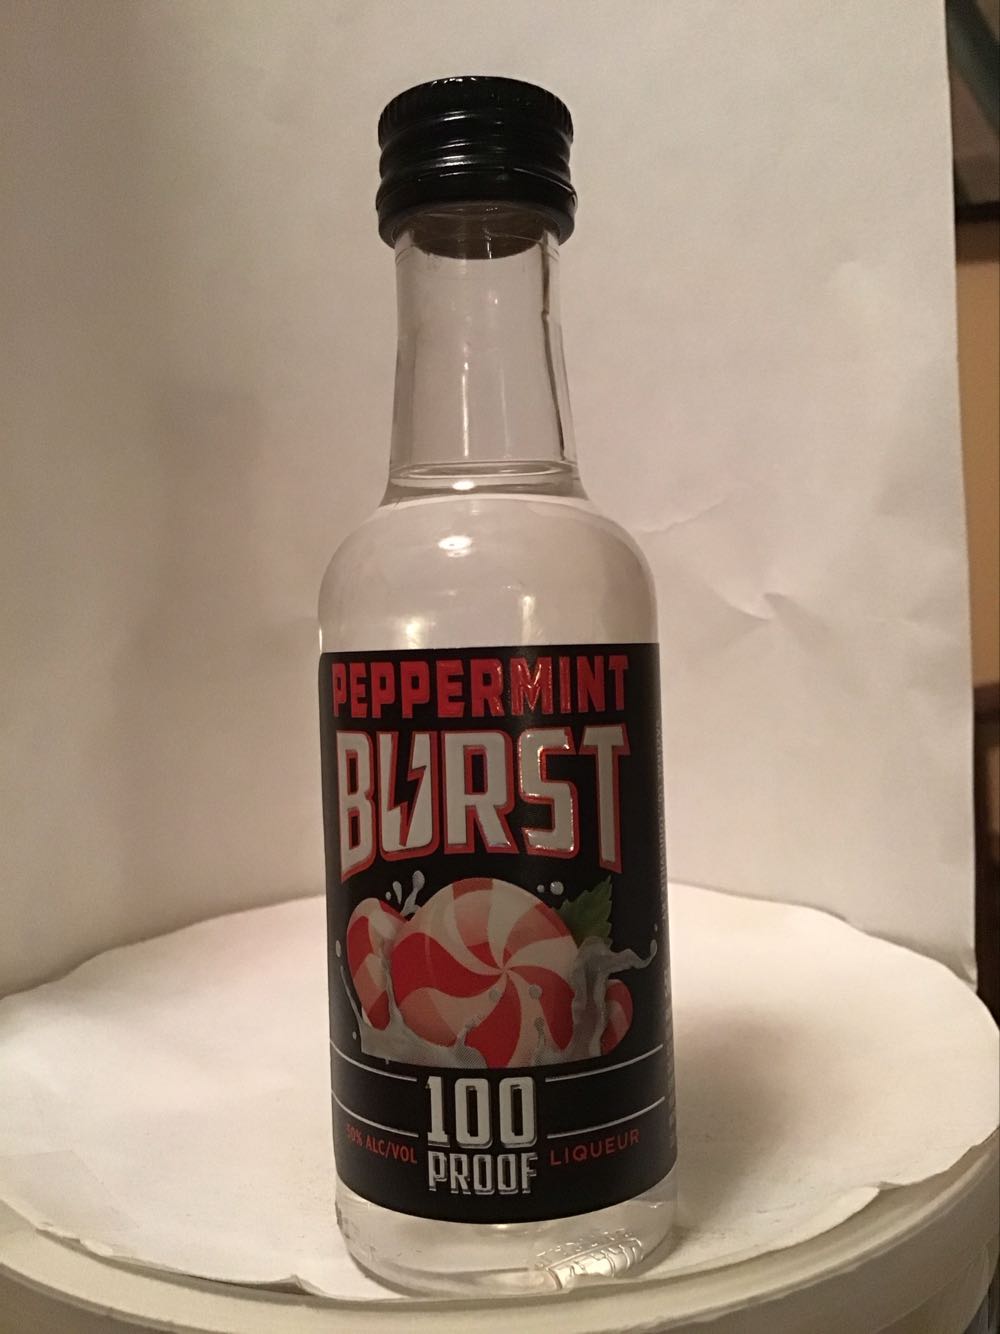 PEPPERMINT
BURST
100
PROOF
50% ALC/VOL
LIQUEUR